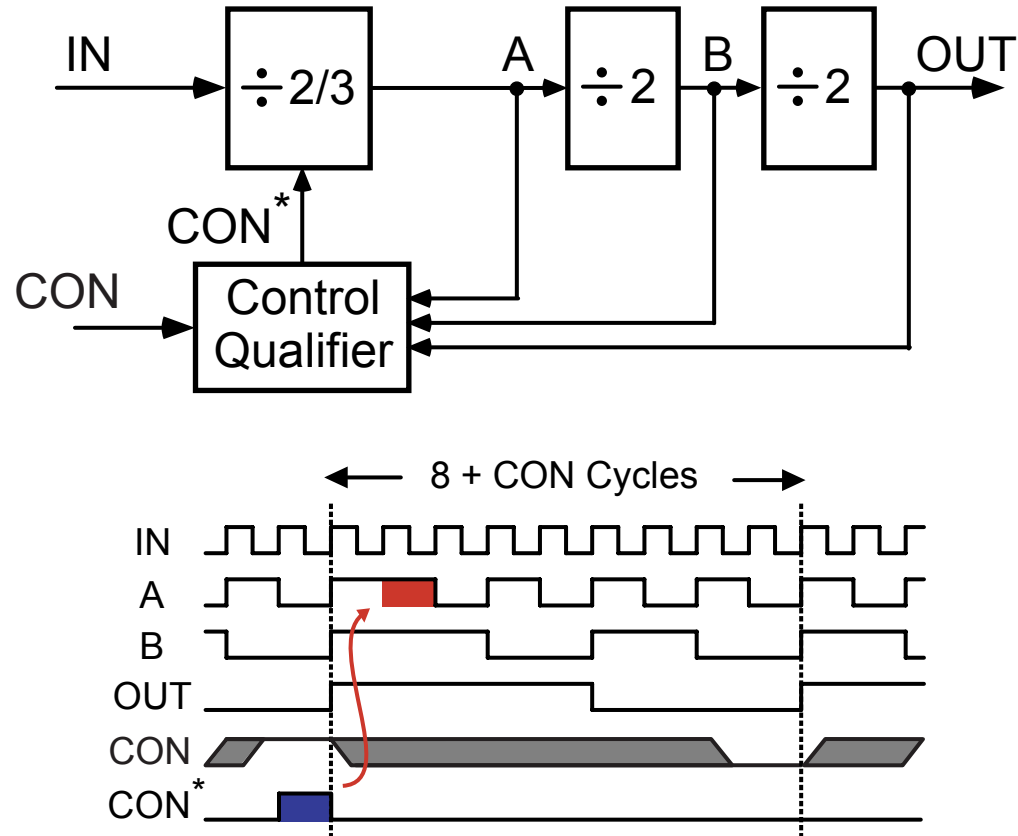 IN
A
B
OUT
÷2/3
÷2
÷2
CON*
CON
Control
Qualifier
8 + CON Cycles
IN
A
B
OUT
CON
CON*